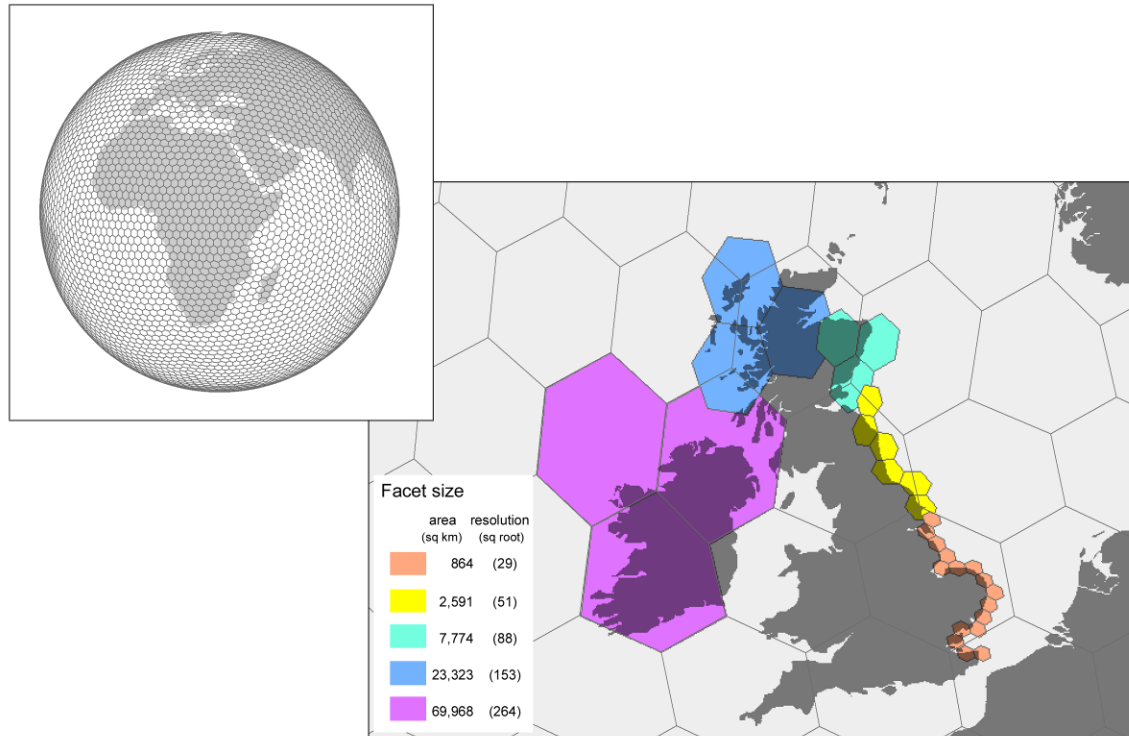 Facet size
area resolution
(sq km) (sq root)
864 (29)
2,591 (51)
7,774 (88)
23,323 (153)
69,968 (264)